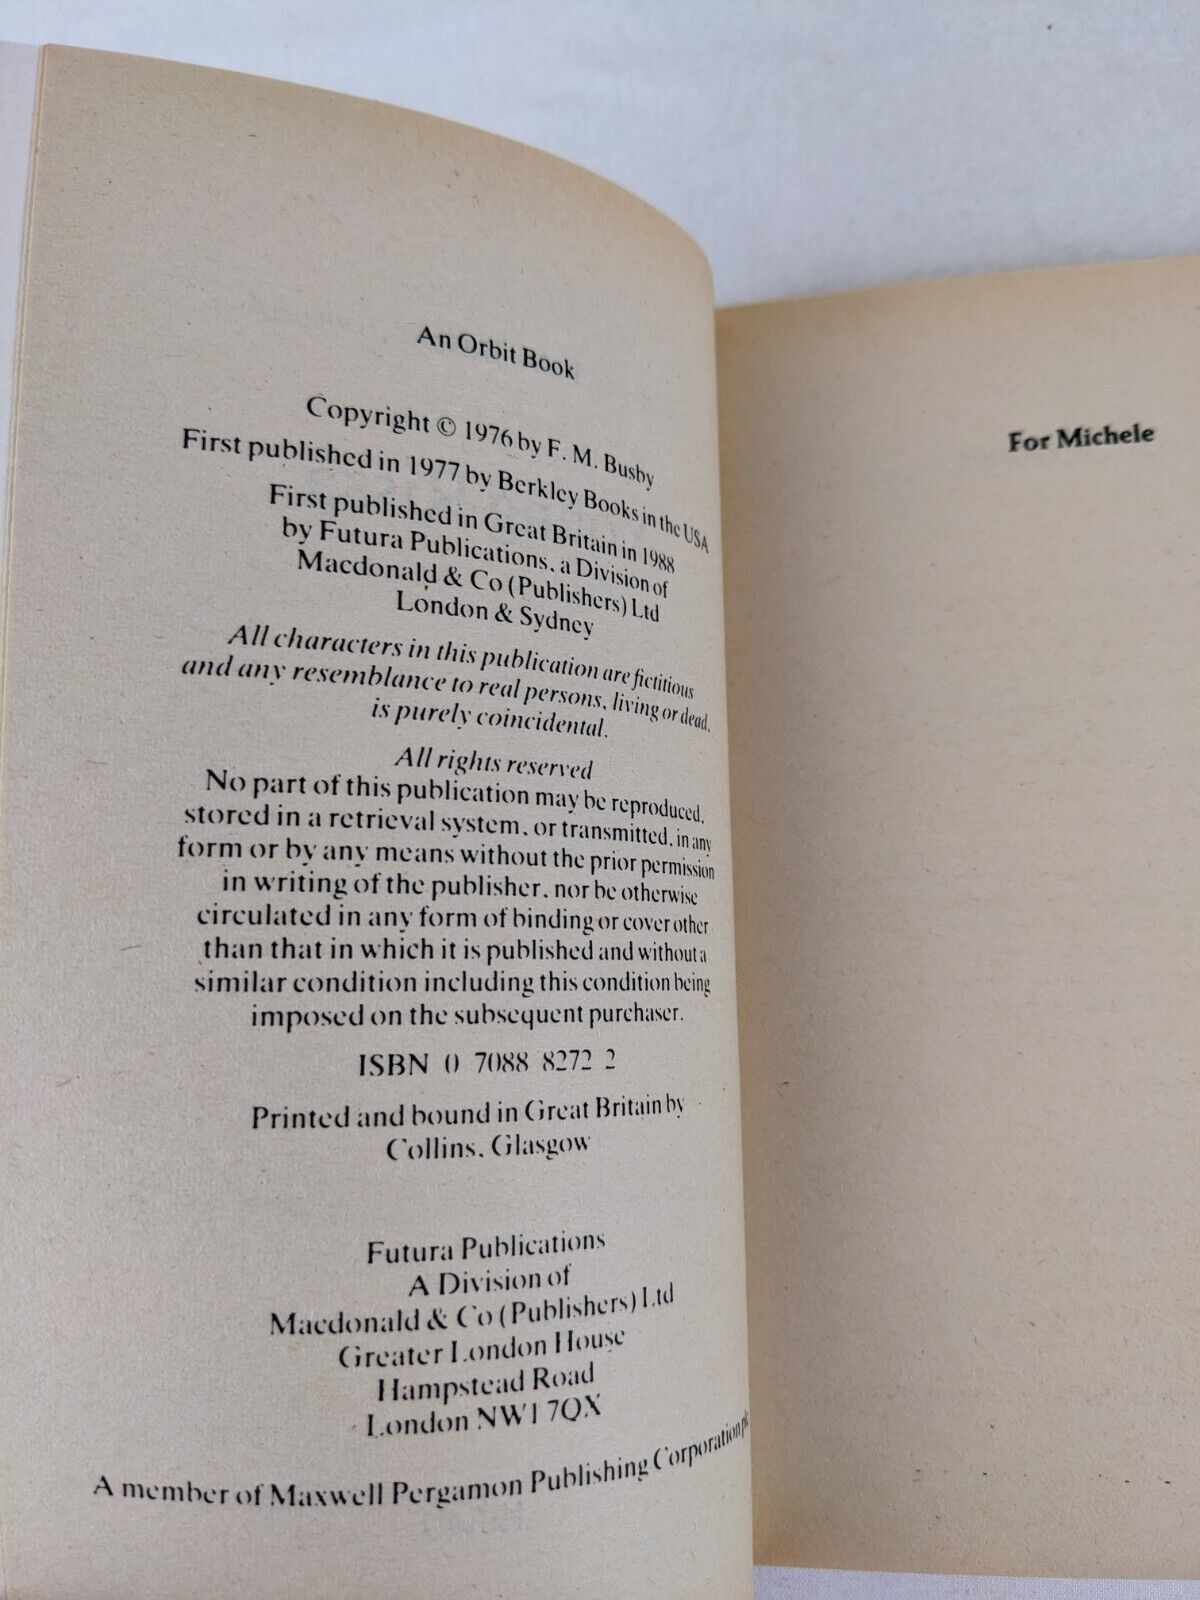 An Orbit Book
Copyright © 1976 by F. M. Busby
First published in 1977 by Berkley Books in the USA
First published in Great Britain in 1988
by Futura Publications, a Division of
Macdonald & Co (Publishers) Ltd
London & Sydney
All characters in this publication are fictitious
and any resemblance to real persons, living or dead,
is purely coincidental.
All rights reserved
No part of this publication may be reproduced,
stored in a retrieval system, or transmitted, in any
form or by any means without the prior permission
in writing of the publisher, nor be otherwise
circulated in any form of binding or cover other
than that in which it is published and without a
similar condition including this condition being
imposed on the subsequent purchaser.
ISBN 0 7088 8272 2
Printed and bound in Great Britain by
Collins, Glasgow
Futura Publications
A Division of
Macdonald & Co (Publishers) Ltd
Greater London House
Hampstead Road
London NW1 7QX
A member of Maxwell Pergamon Publishing Corporation plc
For Michele